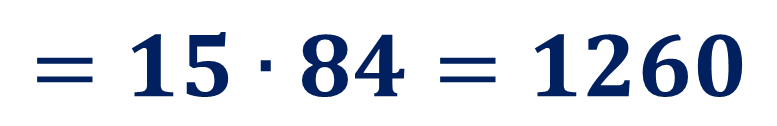 = 15 · 84 = 1260